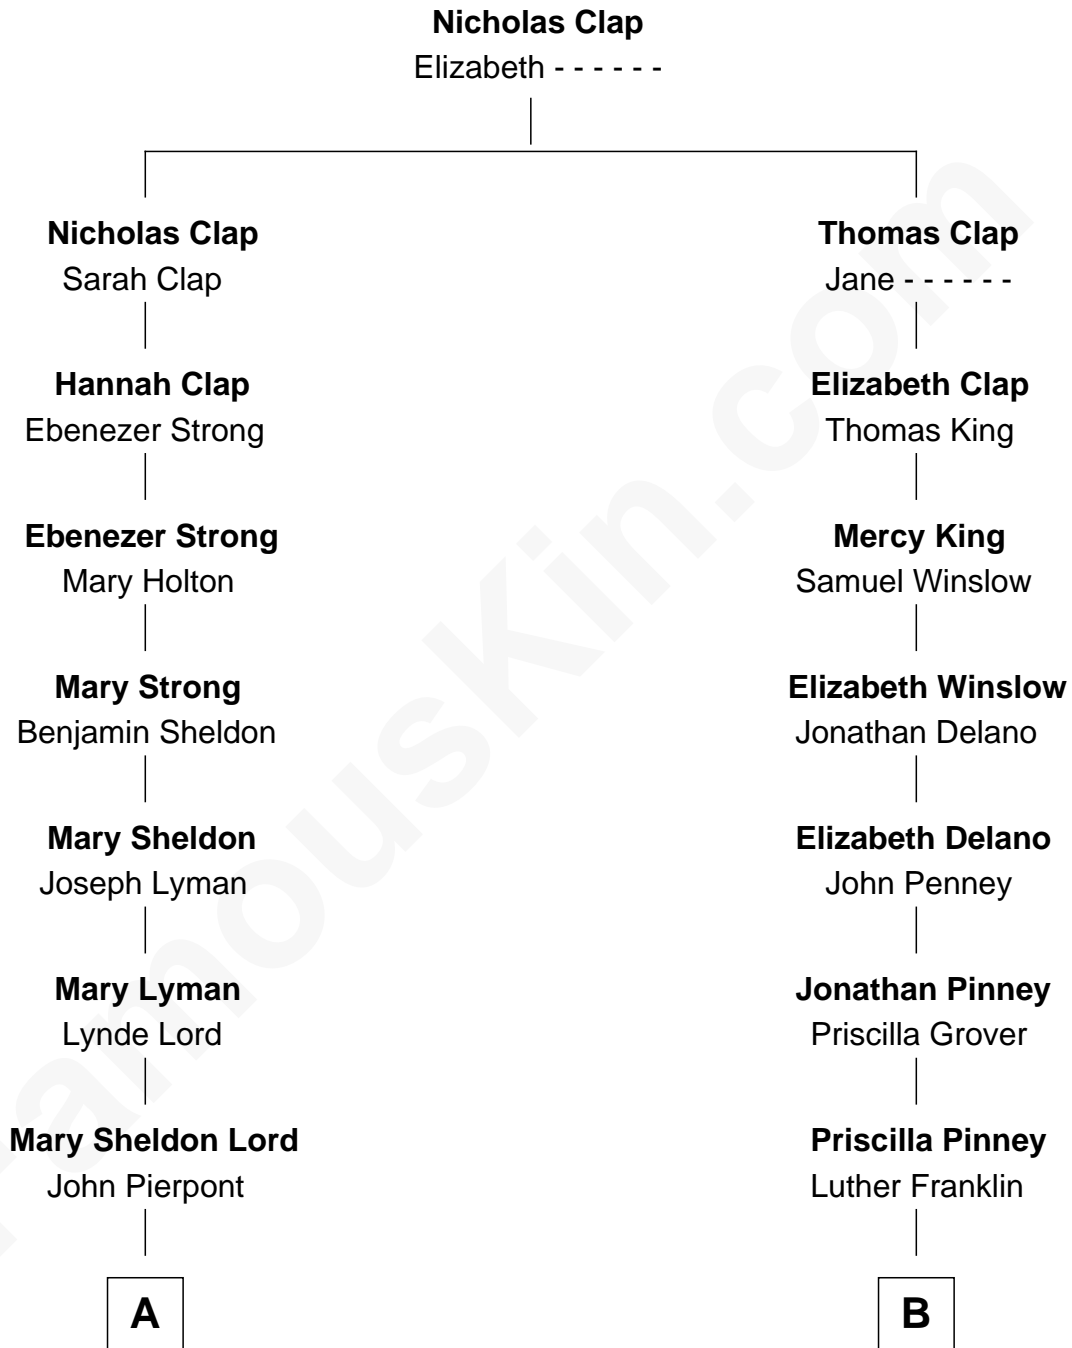 Nicholas Clap
Elizabeth - - - - - -
Nicholas Clap
Sarah Clap
Hannah Clap
Ebenezer Strong
Ebenezer Strong
Mary Holton
Mary Strong
Benjamin Sheldon
Mary Sheldon
Joseph Lyman
Mary Lyman
Lynde Lord
Mary Sheldon Lord
John Pierpont
A
Thomas Clap
Jane - - - - - -
Elizabeth Clap
Thomas King
Mercy King
Samuel Winslow
Elizabeth Winslow
Jonathan Delano
Elizabeth Delano
John Penney
Jonathan Pinney
Priscilla Grover
Priscilla Pinney
Luther Franklin
B
FamousKin.com